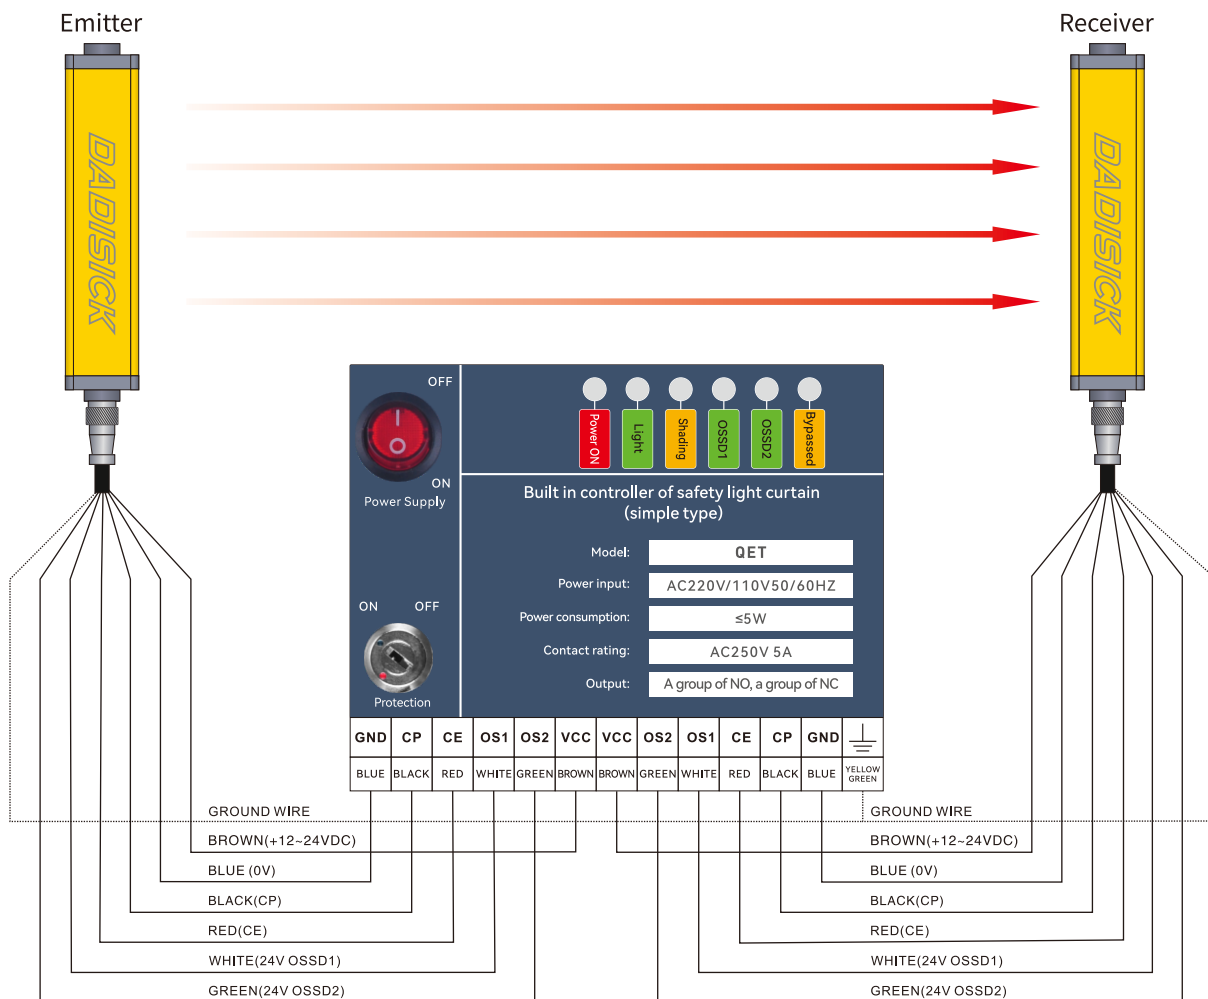 Emitter
Receiver
DADISICK
DADISICK
OFF
ON
Power Supply
ON
OFF
Protection
Power ON
Light
Shading
OSSD1
OSSD2
Bypassed
Built in controller of safety light curtain
(simple type)
Model: QET
Power input: AC220V/110V50/60HZ
Power consumption: ≤5W
Contact rating: AC250V 5A
Output: A group of NO, a group of NC
GND CP CE OS1 OS2 VCC VCC OS2 OS1 CE CP GND
BLUE BLACK RED WHITE GREEN BROWN BROWN GREEN WHITE RED BLACK BLUE YELLOW
GREEN
GROUND WIRE
BROWN(+12~24VDC)
BLUE (0V)
BLACK(CP)
RED(CE)
WHITE(24V OSSD1)
GREEN(24V OSSD2)
GROUND WIRE
BROWN(+12~24VDC)
BLUE (0V)
BLACK(CP)
RED(CE)
WHITE(24V OSSD1)
GREEN(24V OSSD2)